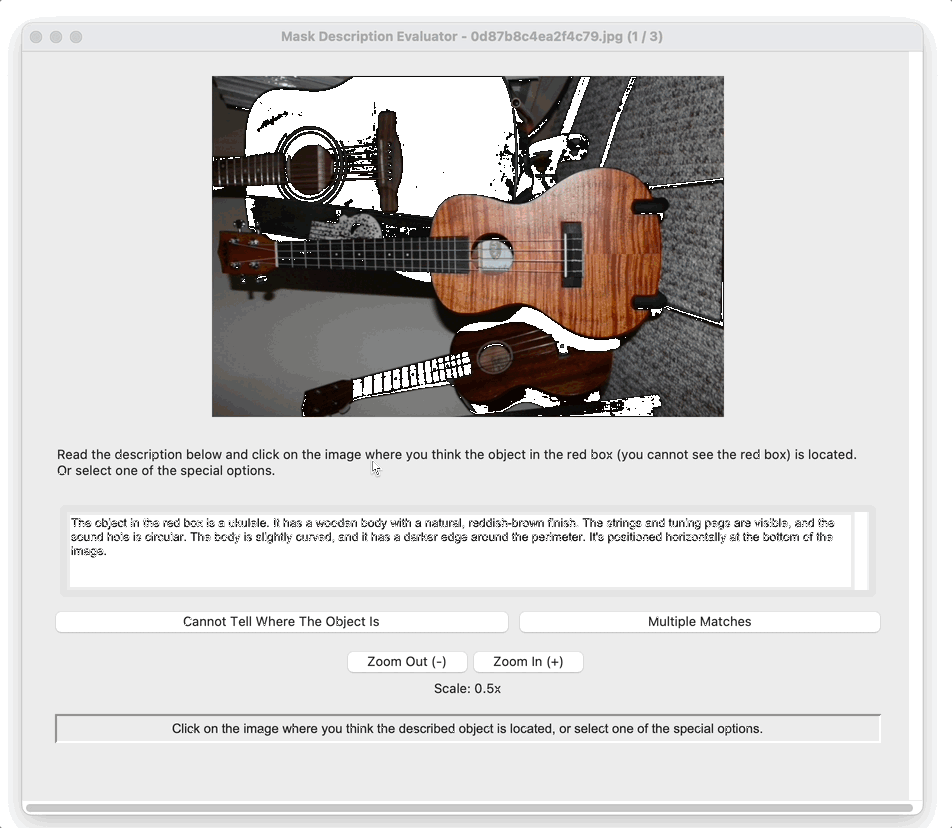 Mask Description Evaluator - 0d87b8c4ea2f4c79.jpg (1 / 3)
Read the description below and click on the image where you think the object in the red box (you cannot see the red box) is located.
Or select one of the special options.
The object in the red box is a ukulele. It has a wooden body with a natural, reddish-brown finish. The strings and tuning pegs are visible, and the
sound hole is circular. The body is slightly curved, and it has a darker edge around the perimeter. It's positioned horizontally at the bottom of the
image.
Cannot Tell Where The Object Is
Multiple Matches
Zoom Out (-)
Zoom In (+)
Scale: 0.5x
Click on the image where you think the described object is located, or select one of the special options.